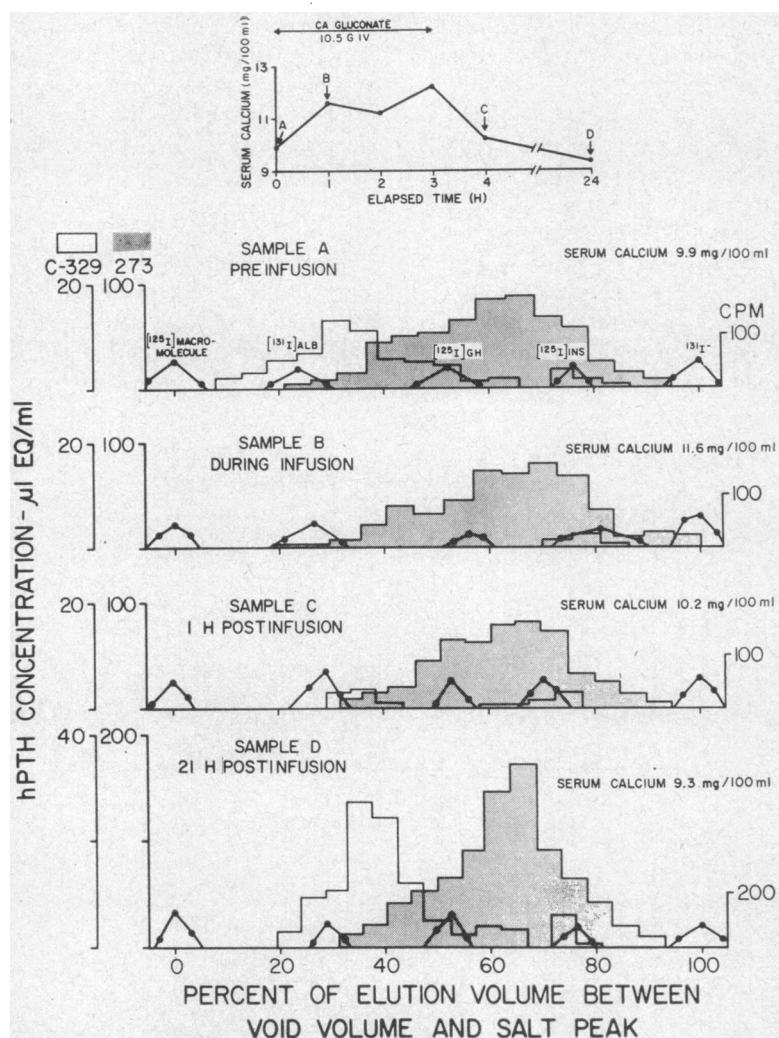 CA GLUCONATE
10.5 G IV
SERUM CALCIUM (mg/100 ml)
13
11
9
A
B
C
D
0 1 2 3 4 24
ELAPSED TIME (H)
C-329 273
SAMPLE A
PREINFUSION
SERUM CALCIUM 9.9 mg/100 ml
20 100
CPM
100
[125I] MACRO-
MOLECULE
[131I] ALB
[125I] GH
[125I] INS
131I-
SAMPLE B
DURING INFUSION
SERUM CALCIUM 11.6 mg/100 ml
20 100
100
SAMPLE C
1 H POSTINFUSION
SERUM CALCIUM 10.2 mg/100 ml
20 100
100
SAMPLE D
21 H POSTINFUSION
SERUM CALCIUM 9.3 mg/100 ml
40 200
200
hPTH CONCENTRATION - µl EQ/ml
0 20 40 60 80 100
PERCENT OF ELUTION VOLUME BETWEEN
VOID VOLUME AND SALT PEAK